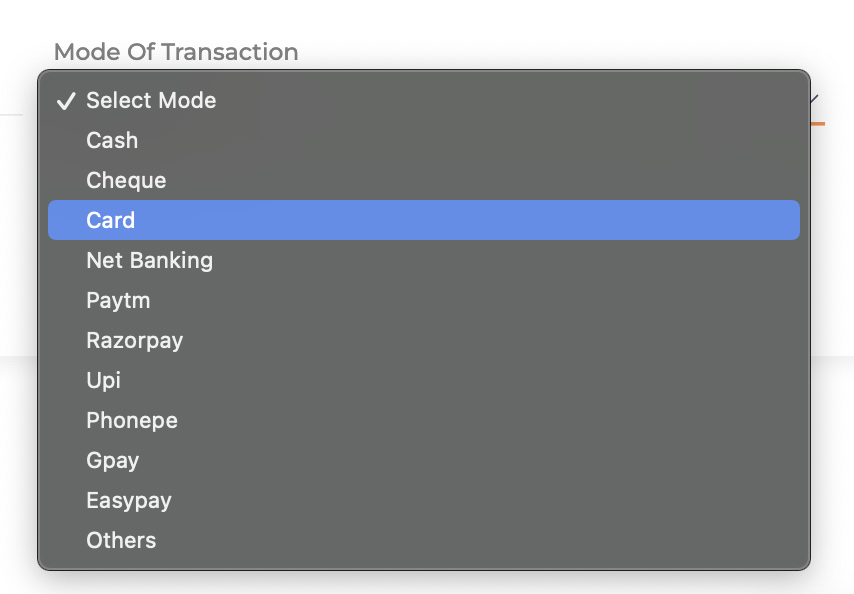 Mode Of Transaction
Select Mode
Cash
Cheque
Card
Net Banking
Paytm
Razorpay
Upi
Phonepe
Gpay
Easypay
Others